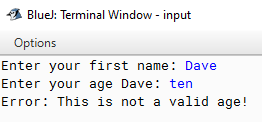 BlueJ: Terminal Window - input
Options
Enter your first name: Dave
Enter your age Dave: ten
Error: This is not a valid age!